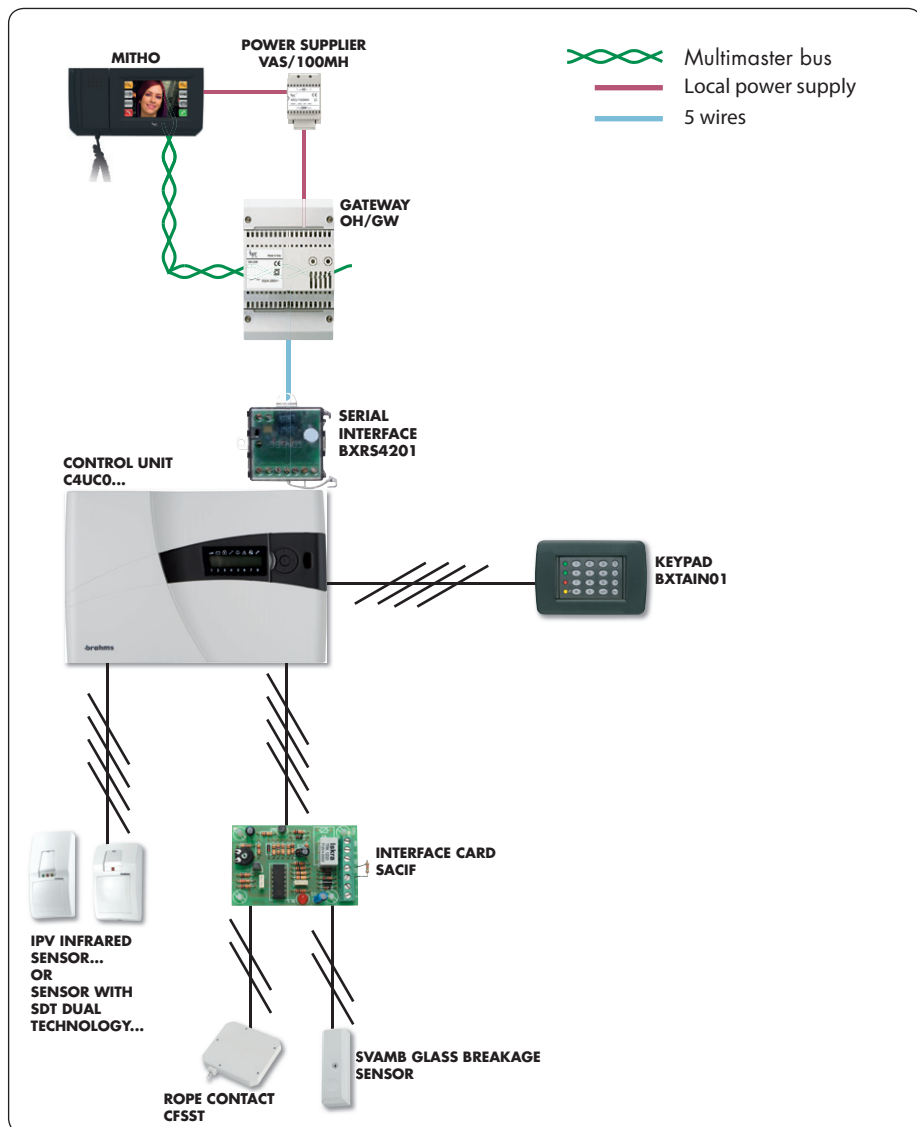 MITHO
POWER SUPPLIER
VAS/100MH
Multimaster bus
Local power supply
5 wires
GATEWAY
OH/GW
SERIAL
INTERFACE
BXRS4201
CONTROL UNIT
C4UC0...
KEYPAD
BXTAIN01
brahms
INTERFACE CARD
SACIF
IPV INFRARED
SENSOR...
OR
SENSOR WITH
SDT DUAL
TECHNOLOGY...
SVAMB GLASS BREAKAGE
SENSOR
ROPE CONTACT
CFSST